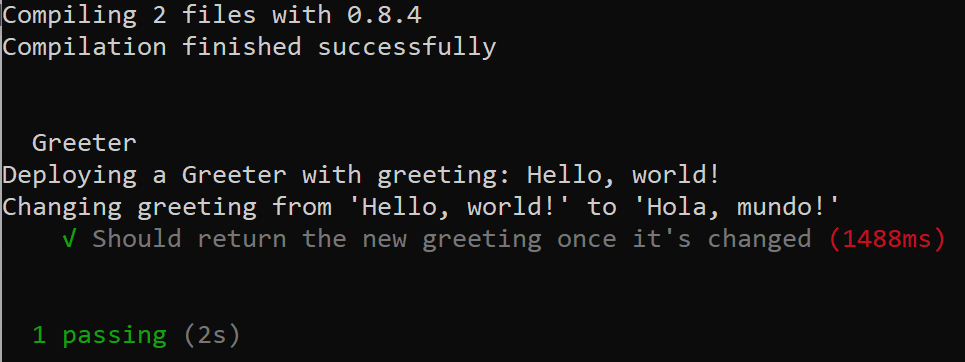 Compiling 2 files with 0.8.4
Compilation finished successfully
Greeter
Deploying a Greeter with greeting: Hello, world!
Changing greeting from 'Hello, world!' to 'Hola, mundo!'
√ Should return the new greeting once it's changed (1488ms)
1 passing (2s)